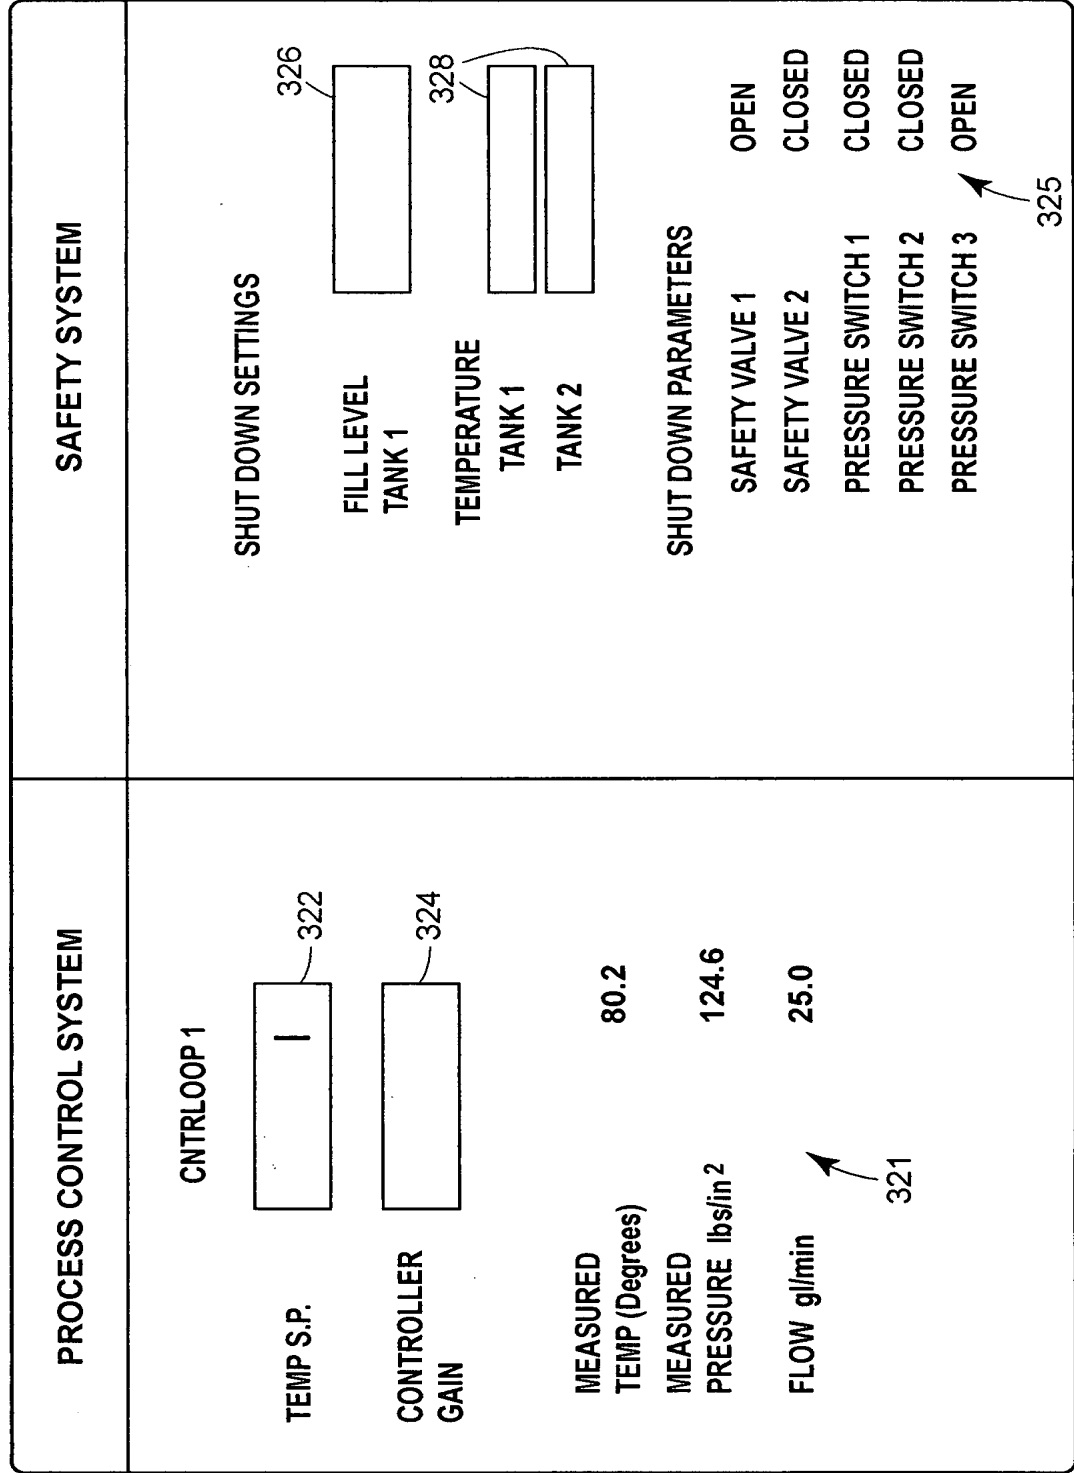 PROCESS CONTROL SYSTEM
CNTRLOOP 1
TEMP S.P.
322
CONTROLLER
GAIN
324
MEASURED
TEMP (Degrees) 80.2
MEASURED
PRESSURE lbs/in2 124.6
FLOW gl/min 25.0
321
SAFETY SYSTEM
SHUT DOWN SETTINGS
326
FILL LEVEL
TANK 1
328
TEMPERATURE
TANK 1
TANK 2
SHUT DOWN PARAMETERS
SAFETY VALVE 1 OPEN
SAFETY VALVE 2 CLOSED
PRESSURE SWITCH 1 CLOSED
PRESSURE SWITCH 2 CLOSED
PRESSURE SWITCH 3 OPEN
325